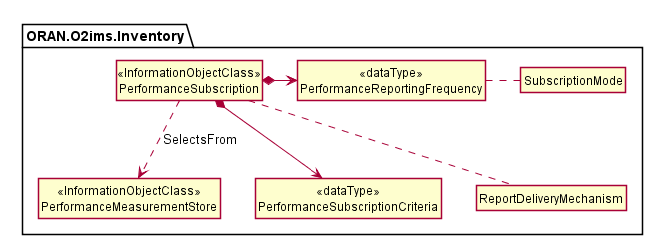 ORAN.O2ims.Inventory
«InformationObjectClass»
PerformanceSubscription
«dataType»
PerformanceReportingFrequency
SubscriptionMode
SelectsFrom
«InformationObjectClass»
PerformanceMeasurementStore
«dataType»
PerformanceSubscriptionCriteria
ReportDeliveryMechanism